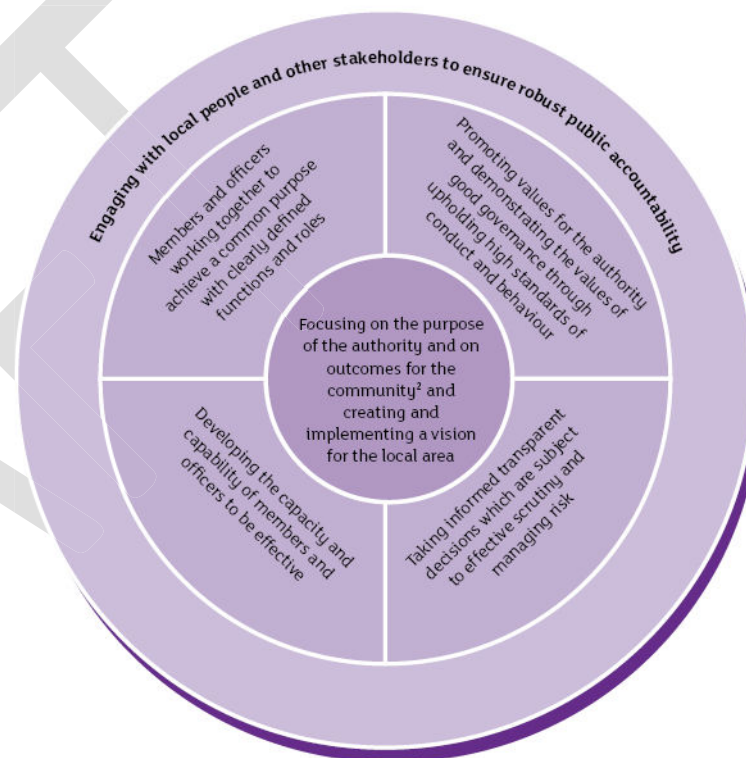 Engaging with local people and other stakeholders to ensure robust public accountability
Members and officers
working together to
achieve a common purpose
with clearly defined
functions and roles
Promoting values for the authority
and demonstrating the values of
good governance through
upholding high standards of
conduct and behaviour
Focusing on the purpose
of the authority and on
outcomes for the
community² and
creating and
implementing a vision
for the local area
Developing the capacity and
capability of members and
officers to be effective
Taking informed transparent
decisions which are subject
to effective scrutiny and
managing risk